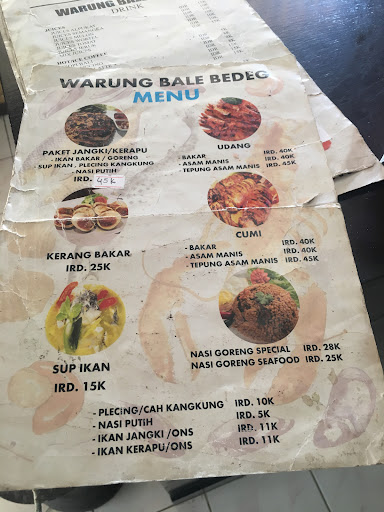 WARUNG BA
DRINK
JUICES
WARUNG BALE BEDEG
MENU
PAKET JANGKI/KERAPU
- IKAN BAKAR / GORENG
- SUP IKAN , PLECING KANGKUNG
- NASI PUTIH
IRD. 45K
UDANG
- BAKAR IRD. 40K
- ASAM MANIS IRD. 40K
- TEPUNG ASAM MANIS IRD. 45K
KERANG BAKAR
IRD. 25K
CUMI
- BAKAR IRD. 40K
- ASAM MANIS IRD. 40K
- TEPUNG ASAM MANIS IRD. 45K
SUP IKAN
IRD. 15K
NASI GORENG SPECIAL IRD. 28K
NASI GORENG SEAFOOD IRD. 25K
- PLECING/CAH KANGKUNG IRD. 10K
- NASI PUTIH IRD. 5K
- IKAN JANGKI /ONS IRD. 11K
- IKAN KERAPU/ONS IRD. 11K